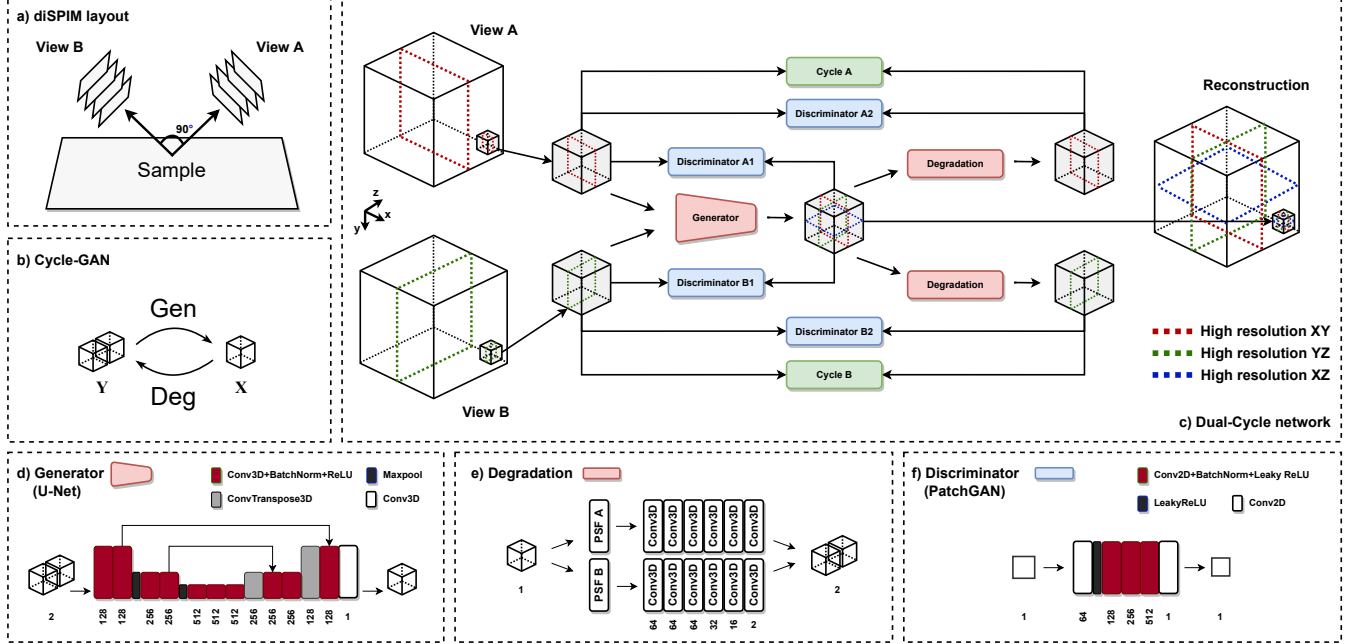 a) diSPIM layout
View B
View A
90°
Sample
b) Cycle-GAN
Gen
Y
X
Deg
View A
Cycle A
Discriminator A2
Reconstruction
Discriminator A1
Degradation
z
x
y
Generator
Discriminator B1
Degradation
Discriminator B2
Cycle B
View B
High resolution XY
High resolution YZ
High resolution XZ
c) Dual-Cycle network
d) Generator
(U-Net)
Conv3D+BatchNorm+ReLU
Maxpool
ConvTranspose3D
Conv3D
2
128
128
256
256
512
512
512
256
256
256
128
128
1
1
e) Degradation
PSF A
Conv3D
Conv3D
Conv3D
Conv3D
Conv3D
Conv3D
PSF B
Conv3D
Conv3D
Conv3D
Conv3D
Conv3D
Conv3D
1
64
64
64
32
16
2
2
f) Discriminator
(PatchGAN)
Conv2D+BatchNorm+Leaky ReLU
LeakyReLU
Conv2D
1
64
128
256
512
1
1